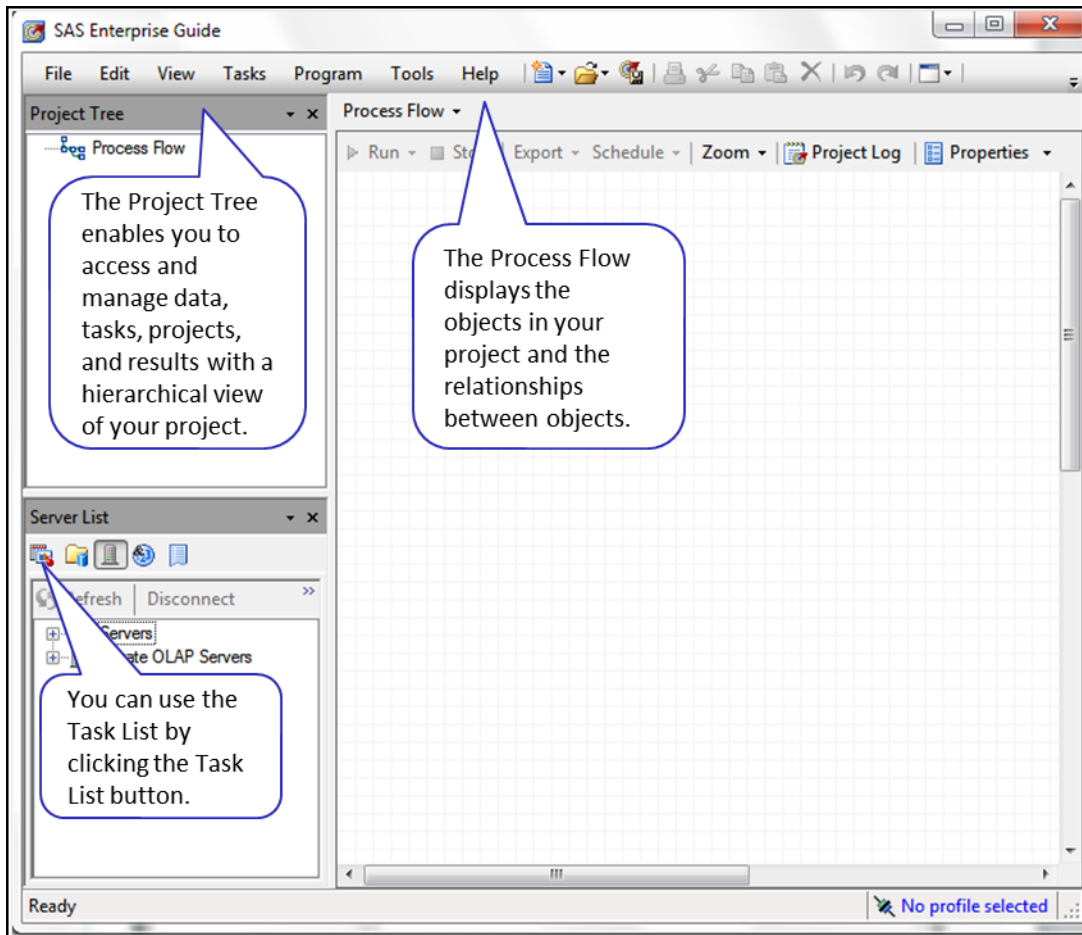 SAS Enterprise Guide
File Edit View Tasks Program Tools Help
Project Tree
Process Flow
Process Flow
Run Export Schedule Zoom Project Log Properties
The Project Tree
enables you to
access and
manage data,
tasks, projects,
and results with a
hierarchical view
of your project.
The Process Flow
displays the
objects in your
project and the
relationships
between objects.
Server List
Refresh Disconnect
Servers
OLAP Servers
You can use the
Task List by
clicking the Task
List button.
Ready
No profile selected